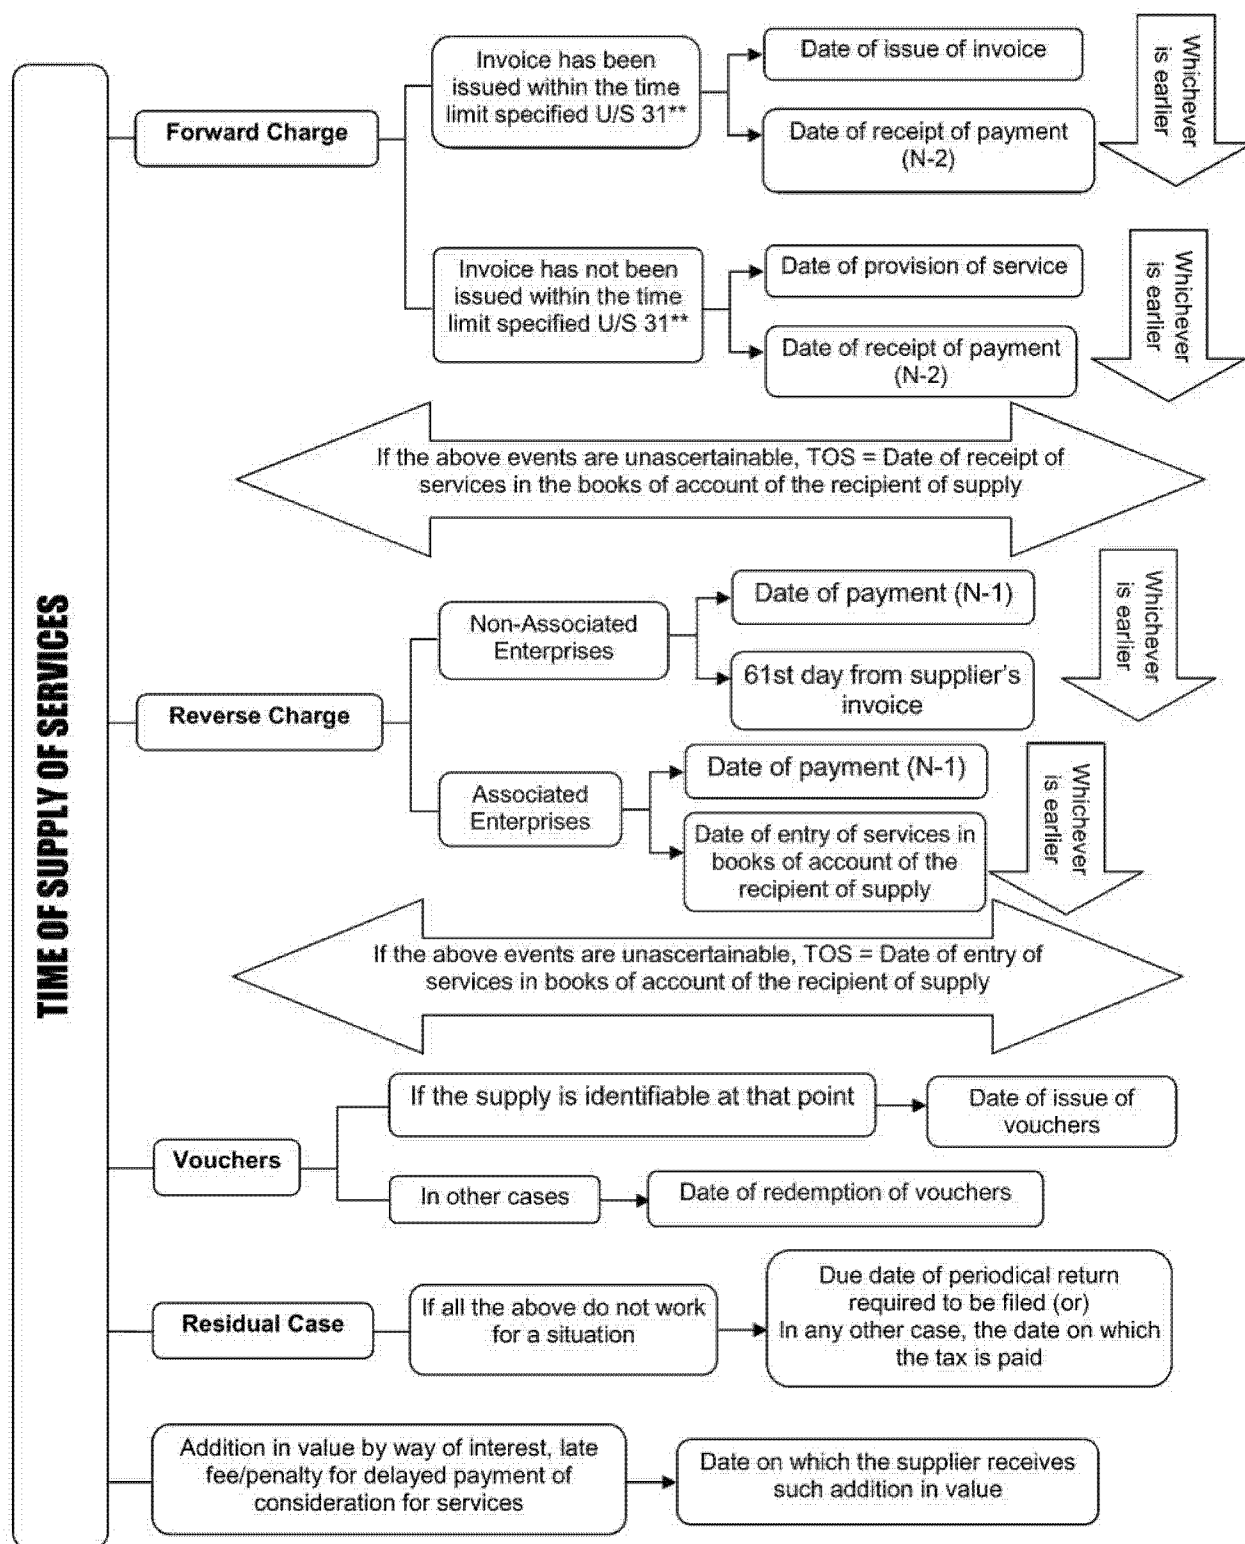 TIME OF SUPPLY OF SERVICES
Forward Charge
Invoice has been
issued within the time
limit specified U/S 31**
Date of issue of invoice
Date of receipt of payment
(N-2)
Whichever
is earlier
Invoice has not been
issued within the time
limit specified U/S 31**
Date of provision of service
Date of receipt of payment
(N-2)
Whichever
is earlier
If the above events are unascertainable, TOS = Date of receipt of
services in the books of account of the recipient of supply
Reverse Charge
Non-Associated
Enterprises
Date of payment (N-1)
61st day from supplier's
invoice
Whichever
is earlier
Associated
Enterprises
Date of payment (N-1)
Date of entry of services in
books of account of the
recipient of supply
Whichever
is earlier
If the above events are unascertainable, TOS = Date of entry of
services in books of account of the recipient of supply
Vouchers
If the supply is identifiable at that point
Date of issue of
vouchers
In other cases
Date of redemption of vouchers
Residual Case
If all the above do not work
for a situation
Due date of periodical return
required to be filed (or)
In any other case, the date on which
the tax is paid
Addition in value by way of interest, late
fee/penalty for delayed payment of
consideration for services
Date on which the supplier receives
such addition in value